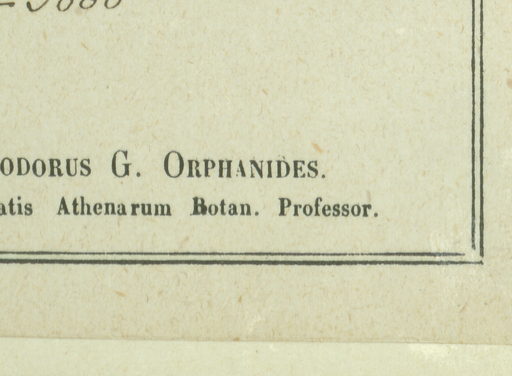 ODORUS G. ORPHANIDES.
atis Athenarum Botan. Professor.